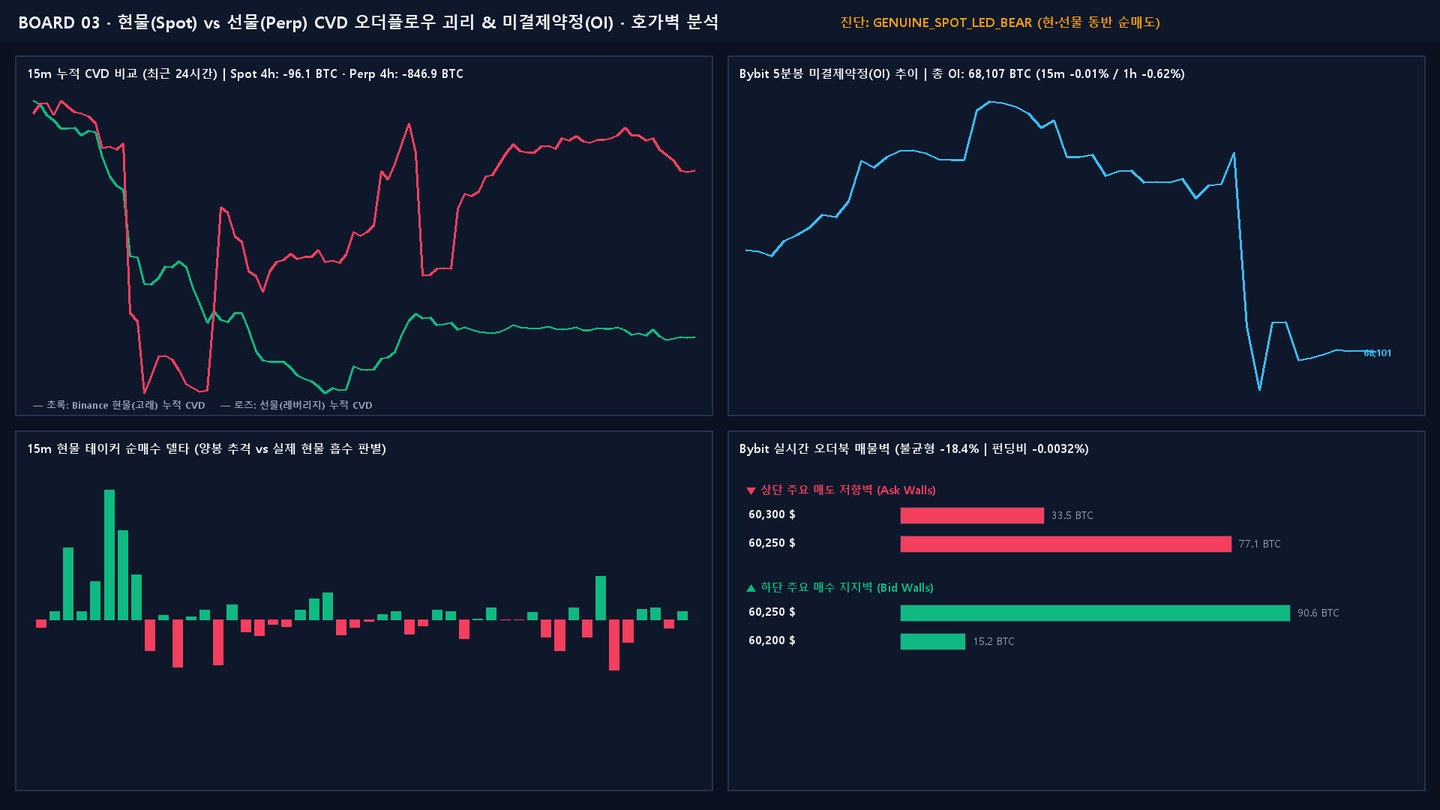 BOARD 03 · 현물(Spot) vs 선물(Perp) CVD 오더플로우 괴리 & 미결제약정(OI) · 호가벽 분석
진단: GENUINE_SPOT_LED_BEAR (현·선물 동반 순매도)
15m 누적 CVD 비교 (최근 24시간) | Spot 4h: -96.1 BTC · Perp 4h: -846.9 BTC
— 초록: Binance 현물(고래) 누적 CVD — 로즈: 선물(레버리지) 누적 CVD
Bybit 5분봉 미결제약정(OI) 추이 | 총 OI: 68,107 BTC (15m -0.01% / 1h -0.62%)
68,101
15m 현물 테이커 순매수 델타 (양봉 추격 vs 실제 현물 흡수 판별)
Bybit 실시간 오더북 매물벽 (불균형 -18.4% | 펀딩비 -0.0032%)
▼ 상단 주요 매도 저항벽 (Ask Walls)
60,300 $ 33.5 BTC
60,250 $ 77.1 BTC
▲ 하단 주요 매수 지지벽 (Bid Walls)
60,250 $ 90.6 BTC
60,200 $ 15.2 BTC